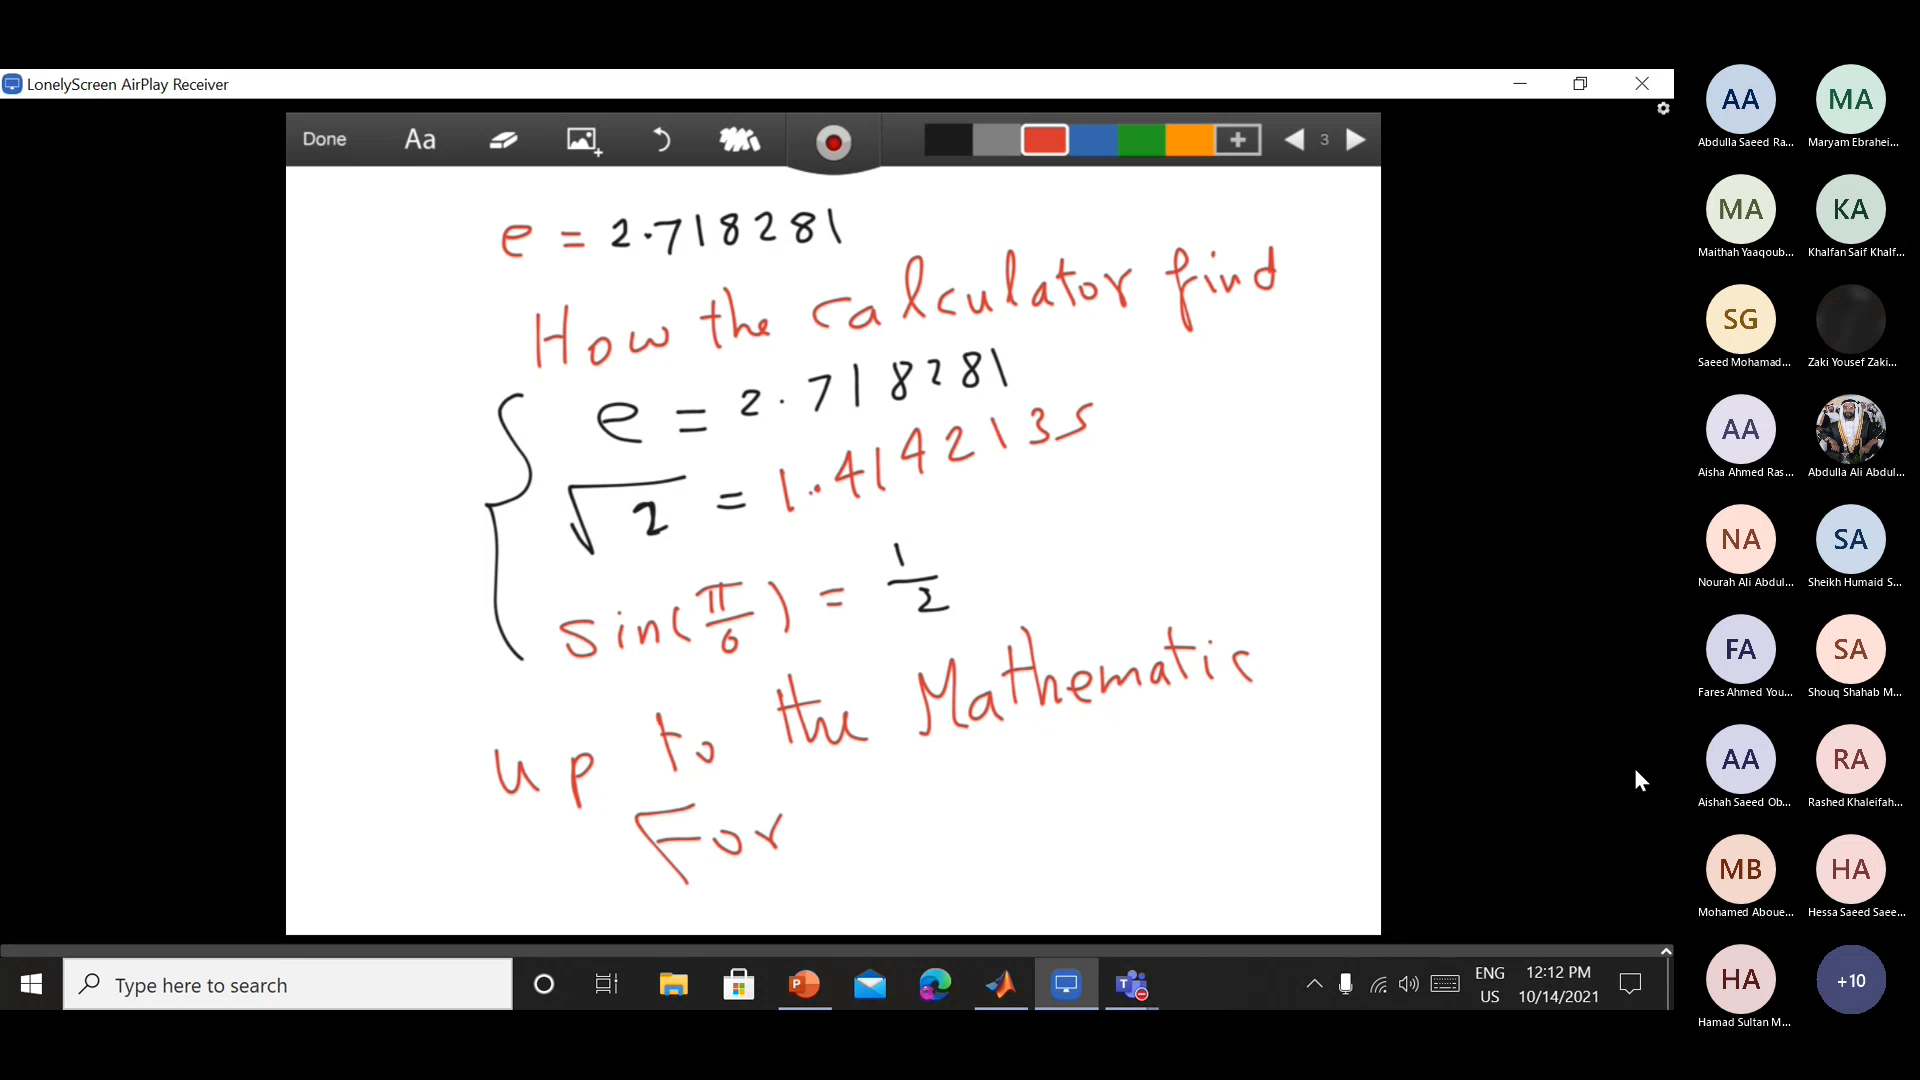 LonelyScreen AirPlay Receiver
Done Aa 3
e = 2.718281
How the calculator find
e = 2.718281
√2 = 1.4142135
sin(π/6) = 1/2
up to the Mathematic
For
AA MA
Abdulla Saeed Ra... Maryam Ebrahei...
MA KA
Maithah Yaaqoub... Khalfan Saif Khalf...
SG
Saeed Mohamad... Zaki Yousef Zaki...
AA
Aisha Ahmed Ras... Abdulla Ali Abdul...
NA SA
Nourah Ali Abdul... Sheikh Humaid S...
FA SA
Fares Ahmed You... Shouq Shahab M...
AA RA
Aishah Saeed Ob... Rashed Khaleifah...
MB HA
Mohamed Aboue... Hessa Saeed Saee...
HA +10
Hamad Sultan M...
Type here to search
ENG 12:12 PM
US 10/14/2021